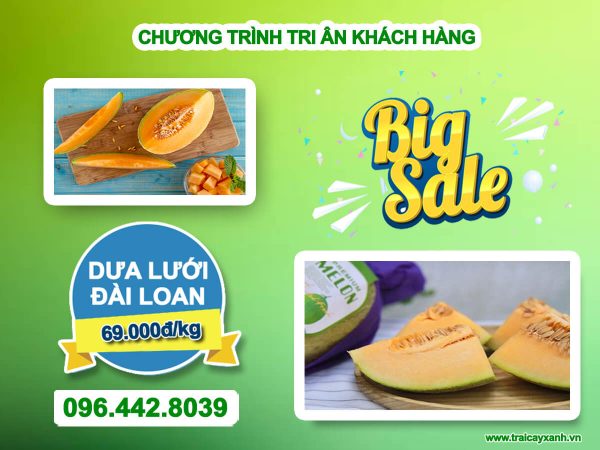 CHƯƠNG TRÌNH TRI ÂN KHÁCH HÀNG
Big
Sale
DƯA LƯỚI
ĐÀI LOAN
69.000đ/kg
PREMIUM
MELON
096.442.8039
www.traicayxanh.vn